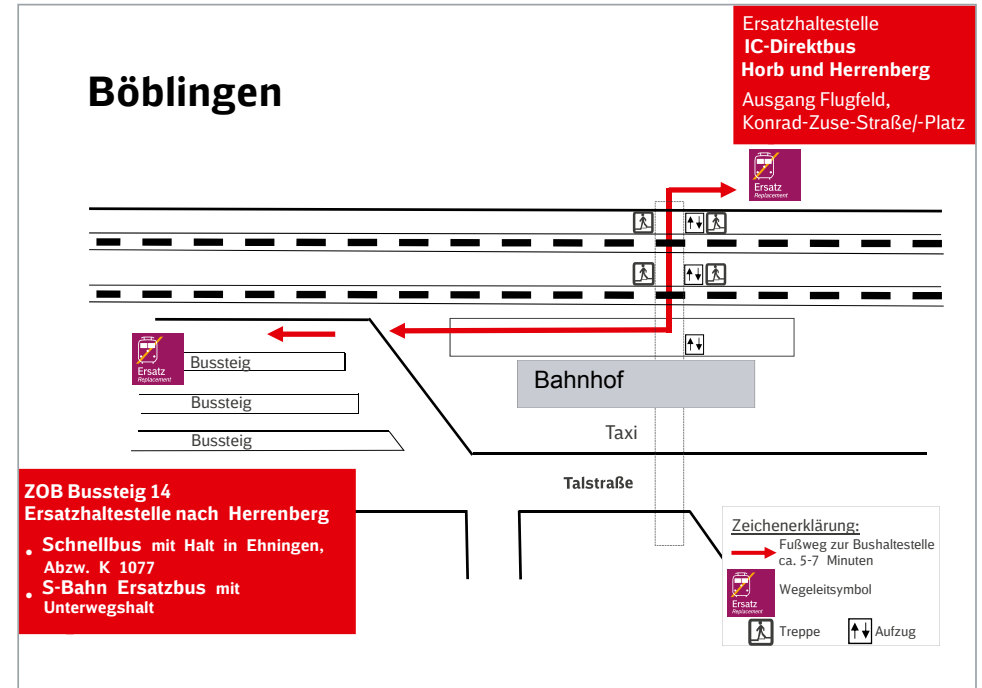 Böblingen
Ersatzhaltestelle
IC-Direktbus
Horb und Herrenberg
Ausgang Flugfeld,
Konrad-Zuse-Straße/-Platz
Ersatz
Replacement
Ersatz
Replacement
Bussteig
Bussteig
Bussteig
Bahnhof
Taxi
Talstraße
ZOB Bussteig 14
Ersatzhaltestelle nach Herrenberg
• Schnellbus mit Halt in Ehningen,
Abzw. K 1077
• S-Bahn Ersatzbus mit
Unterwegshalt
Zeichenerklärung:
Fußweg zur Bushaltestelle
ca. 5-7 Minuten
Ersatz
Replacement
Wegeleitsymbol
Treppe
Aufzug